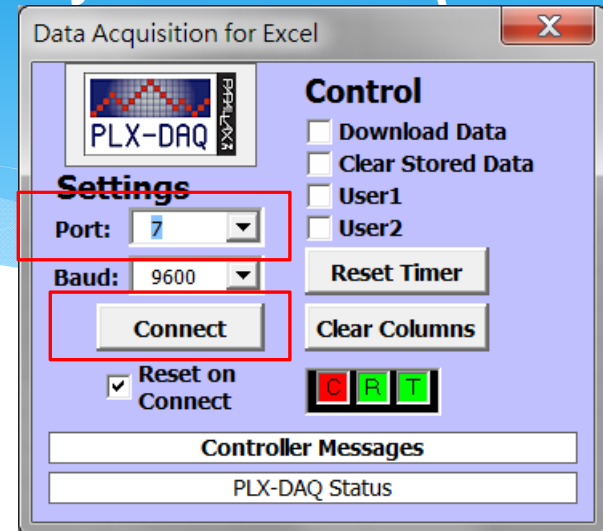 Data Acquisition for Excel
X
PLX-DAQ
PARALLAX
Control
Download Data
Clear Stored Data
User1
User2
Settings
Port: 7
Baud: 9600
Reset Timer
Connect
Clear Columns
Reset on
Connect
C R T
Controller Messages
PLX-DAQ Status